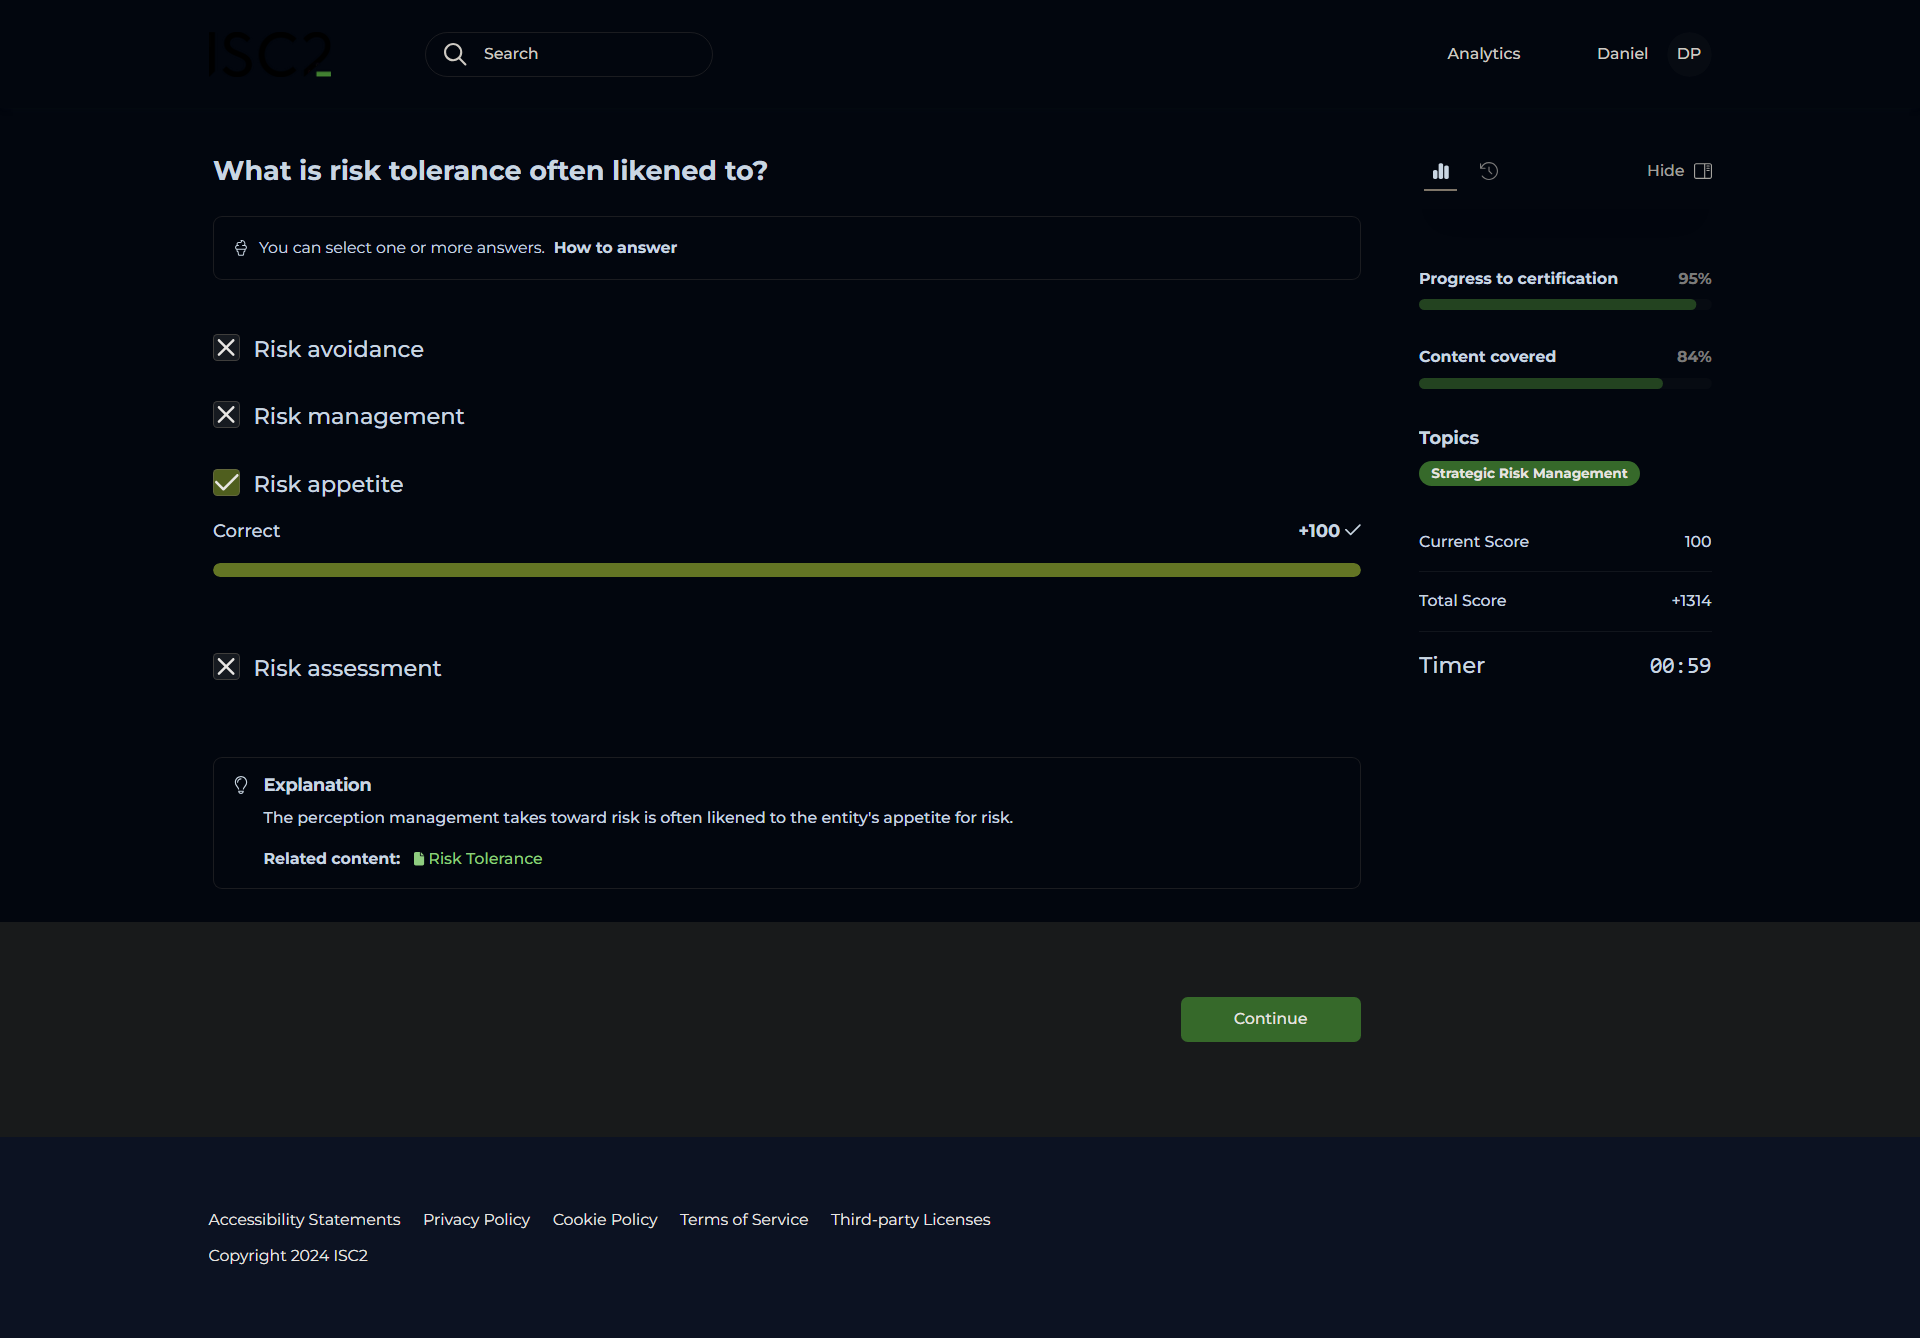 ISC2
Search
Analytics
Daniel
DP
What is risk tolerance often likened to?
You can select one or more answers. How to answer
Risk avoidance
Risk management
Risk appetite
Correct
+100
Risk assessment
Explanation
The perception management takes toward risk is often likened to the entity's appetite for risk.
Related content: Risk Tolerance
Hide
Progress to certification 95%
Content covered 84%
Topics
Strategic Risk Management
Current Score 100
Total Score +1314
Timer 00:59
Continue
Accessibility Statements Privacy Policy Cookie Policy Terms of Service Third-party Licenses
Copyright 2024 ISC2